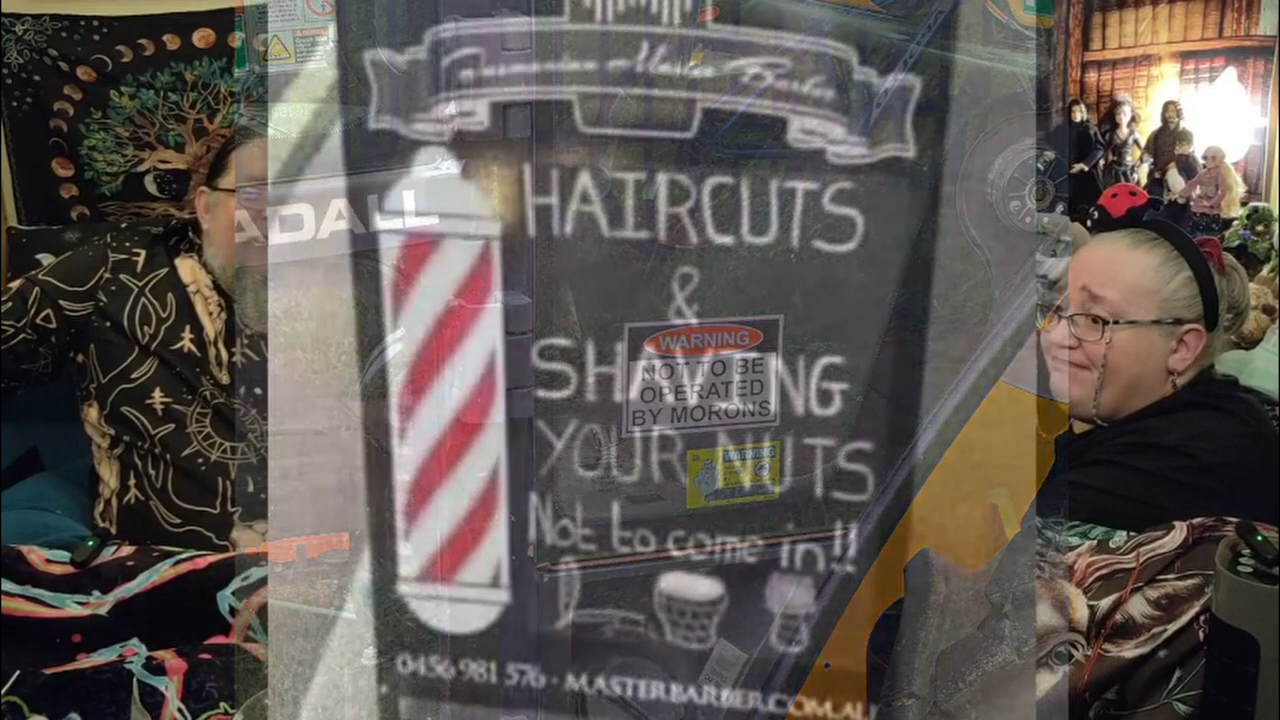 HAIRCUTS
&
SH NG
YOUR NUTS
Not to come in!!
0456 981 576 · MASTERBARBER.COM.AU
ADALL
WARNING
NOT TO BE
OPERATED
BY MORONS
WARNING